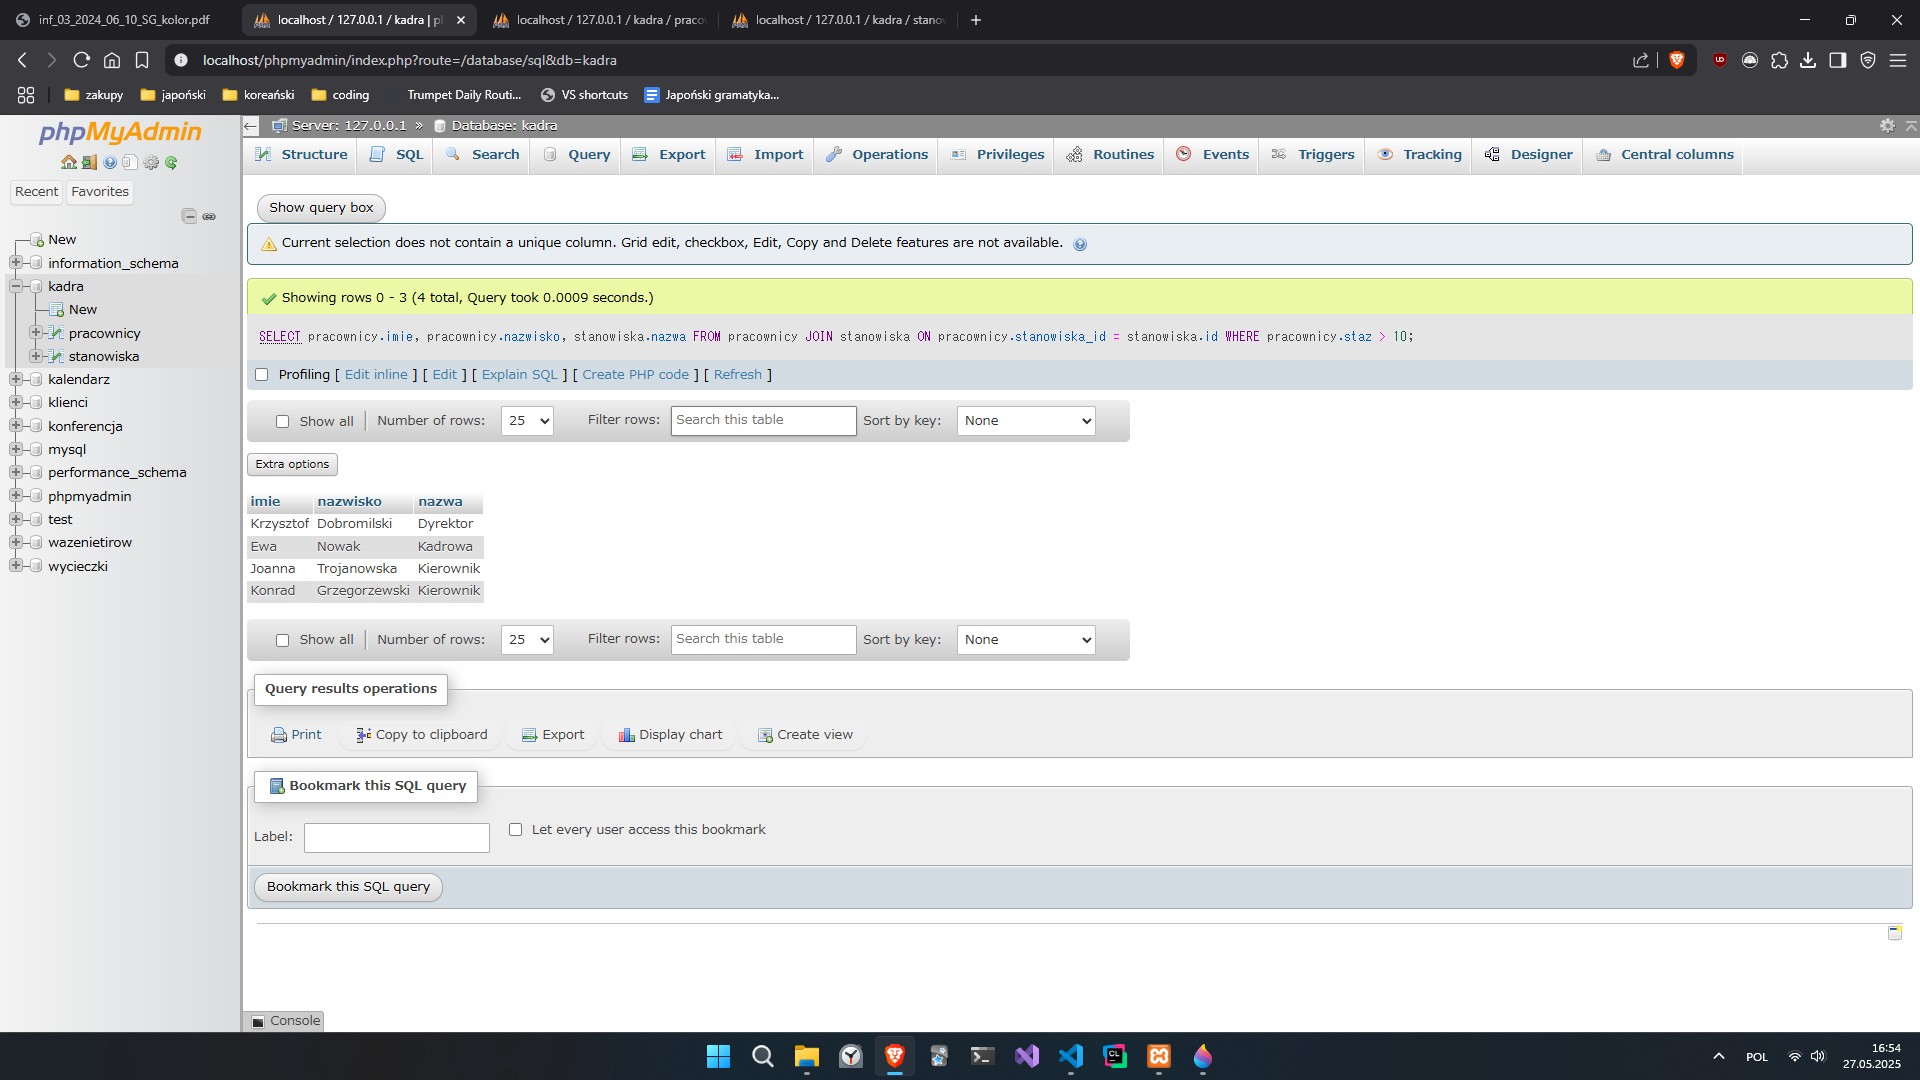 inf_03_2024_06_10_SG_kolor.pdf
localhost / 127.0.0.1 / kadra | pl
localhost / 127.0.0.1 / kadra / praco
localhost / 127.0.0.1 / kadra / stano
localhost/phpmyadmin/index.php?route=/database/sql&db=kadra
zakupy
japoński
koreański
coding
Trumpet Daily Routi...
VS shortcuts
Japoński gramatyka...
phpMyAdmin
Recent
Favorites
New
information_schema
kadra
New
pracownicy
stanowiska
kalendarz
klienci
konferencja
mysql
performance_schema
phpmyadmin
test
wazenietirow
wycieczki
Server: 127.0.0.1 » Database: kadra
Structure
SQL
Search
Query
Export
Import
Operations
Privileges
Routines
Events
Triggers
Tracking
Designer
Central columns
Show query box
Current selection does not contain a unique column. Grid edit, checkbox, Edit, Copy and Delete features are not available.
Showing rows 0 - 3 (4 total, Query took 0.0009 seconds.)
SELECT pracownicy.imie, pracownicy.nazwisko, stanowiska.nazwa FROM pracownicy JOIN stanowiska ON pracownicy.stanowiska_id = stanowiska.id WHERE pracownicy.staz > 10;
Profiling [ Edit inline ] [ Edit ] [ Explain SQL ] [ Create PHP code ] [ Refresh ]
Show all Number of rows: 25 Filter rows: Search this table Sort by key: None
Extra options
imie nazwisko nazwa
Krzysztof Dobromilski Dyrektor
Ewa Nowak Kadrowa
Joanna Trojanowska Kierownik
Konrad Grzegorzewski Kierownik
Show all Number of rows: 25 Filter rows: Search this table Sort by key: None
Query results operations
Print
Copy to clipboard
Export
Display chart
Create view
Bookmark this SQL query
Label:
Let every user access this bookmark
Bookmark this SQL query
Console
POL
16:54
27.05.2025